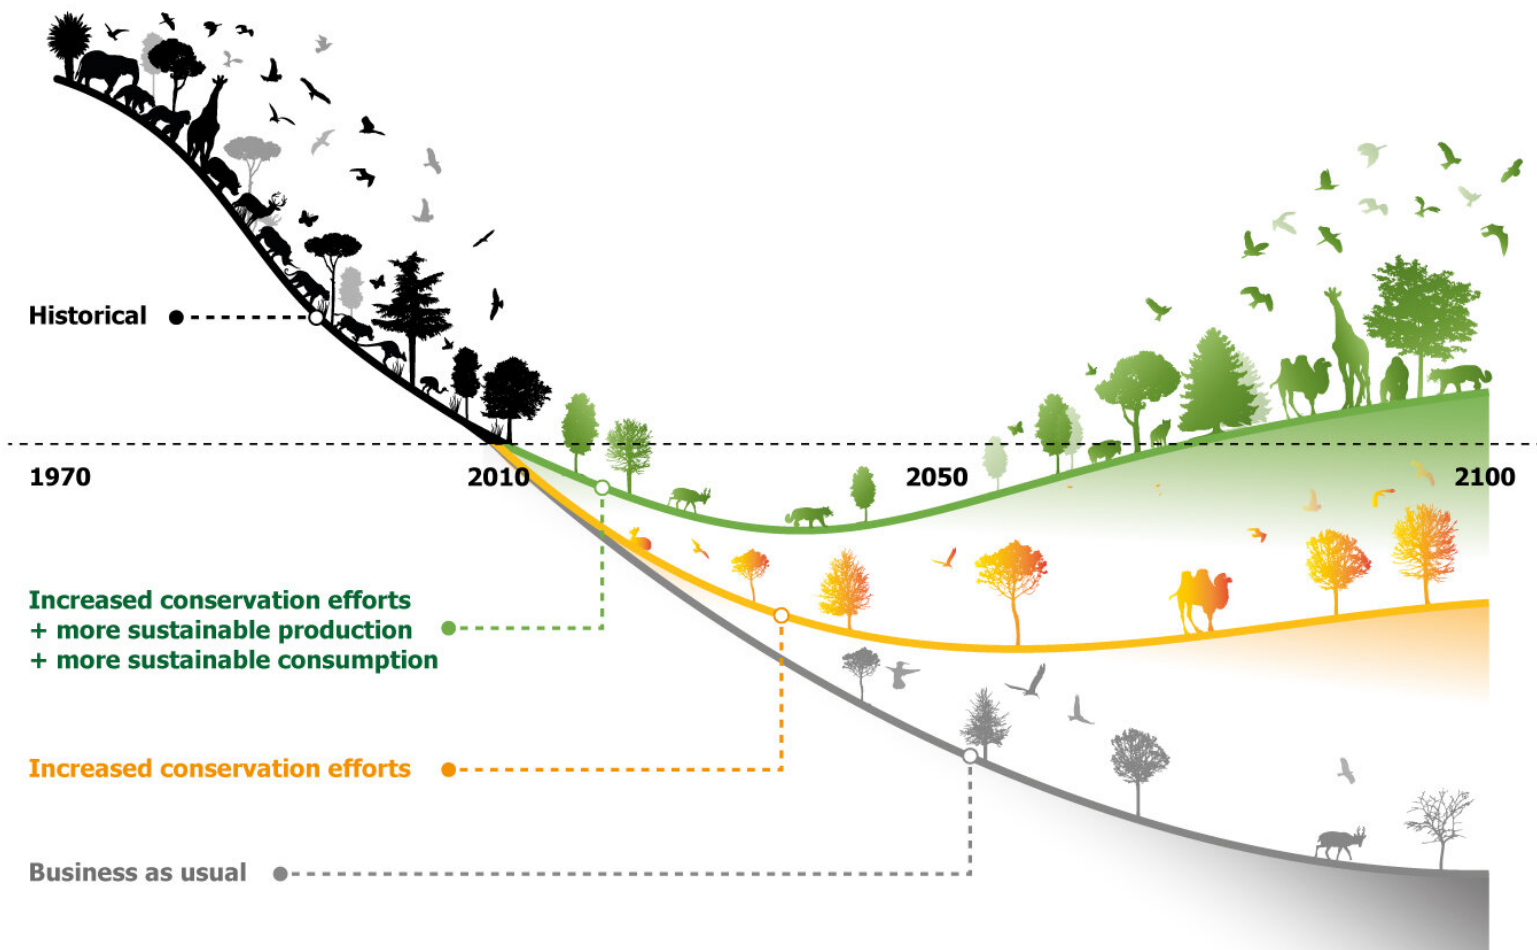 Historical
1970
2010
2050
2100
Increased conservation efforts
+ more sustainable production
+ more sustainable consumption
Increased conservation efforts
Business as usual